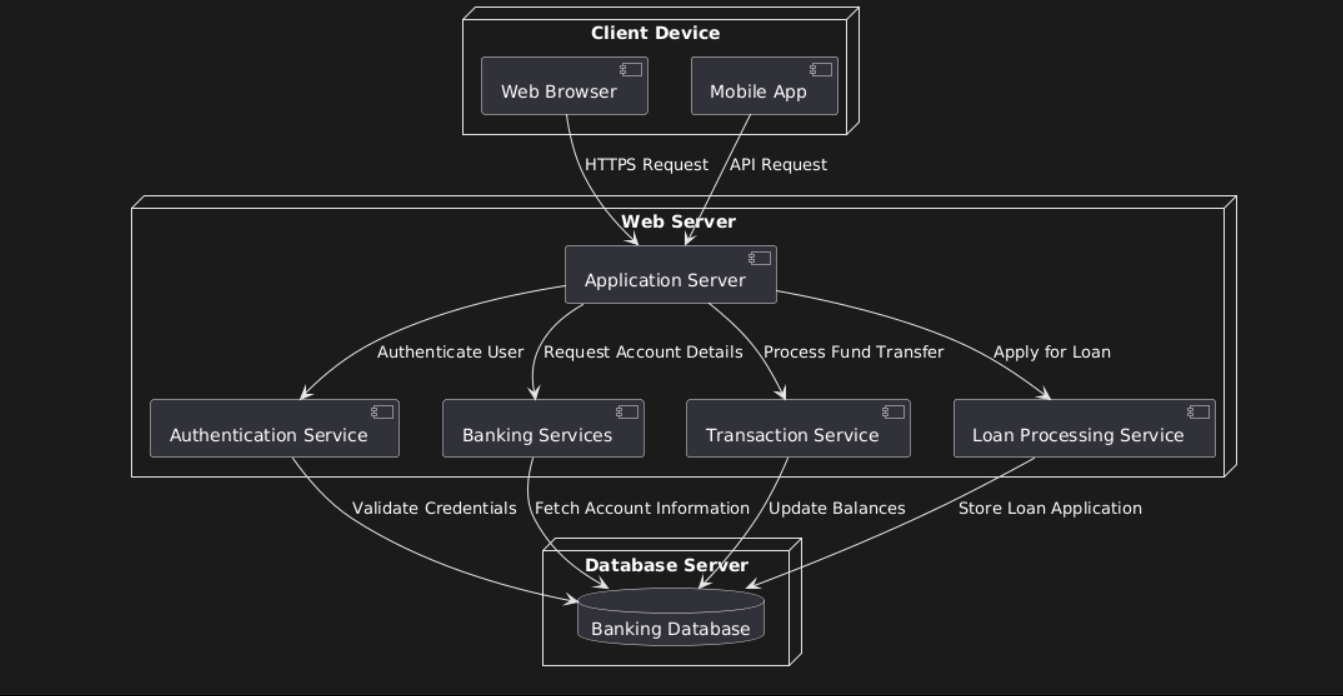 Client Device
Web Browser
Mobile App
HTTPS Request
API Request
Web Server
Application Server
Authenticate User
Request Account Details
Process Fund Transfer
Apply for Loan
Authentication Service
Banking Services
Transaction Service
Loan Processing Service
Validate Credentials
Fetch Account Information
Update Balances
Store Loan Application
Database Server
Banking Database